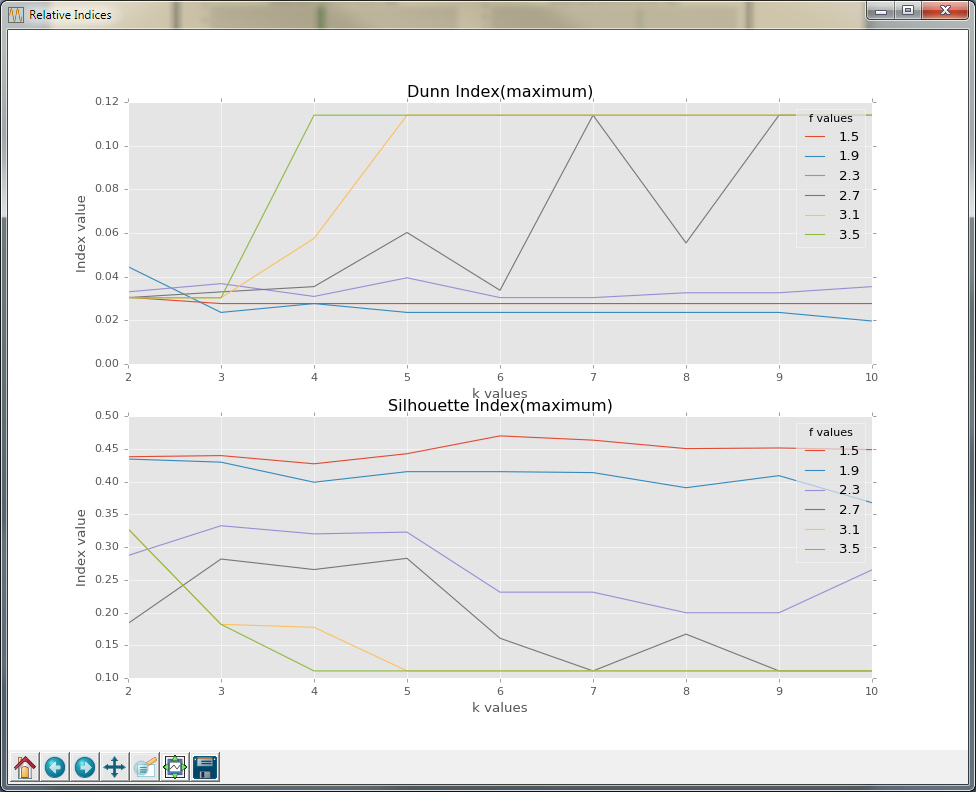 Relative Indices
Dunn Index(maximum)
Index value
0.12
0.10
0.08
0.06
0.04
0.02
0.00
f values
1.5
1.9
2.3
2.7
3.1
3.5
2 3 4 5 6 7 8 9 10
k values
Silhouette Index(maximum)
Index value
0.50
0.45
0.40
0.35
0.30
0.25
0.20
0.15
0.10
f values
1.5
1.9
2.3
2.7
3.1
3.5
2 3 4 5 6 7 8 9 10
k values